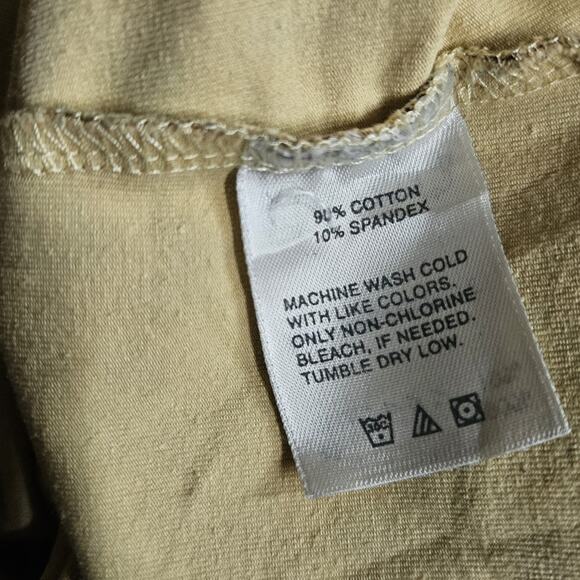 90% COTTON
10% SPANDEX
MACHINE WASH COLD
WITH LIKE COLORS.
ONLY NON-CHLORINE
BLEACH, IF NEEDED.
TUMBLE DRY LOW.
30C